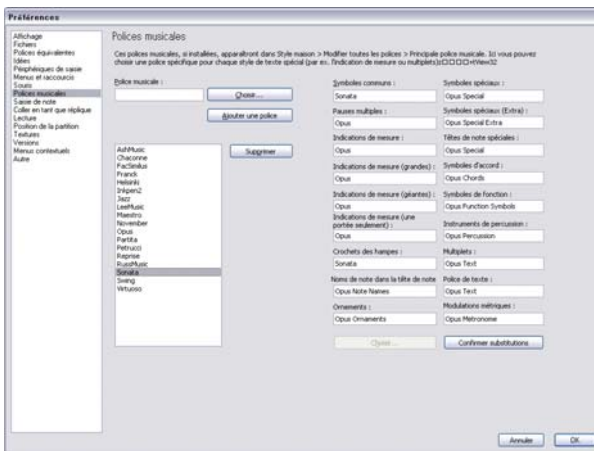 Préférences
Affichage
Fichiers
Polices équivalentes
Idées
Périphériques de saisie
Menus et raccourcis
Souris
Polices musicales
Saisie de note
Coller en tant que réplique
Lecture
Position de la partition
Textures
Versions
Menus contextuels
Autre
Polices musicales
Ces polices musicales, si installées, apparaîtront dans Style maison > Modifier toutes les polices > Principale police musicale. Ici vous pouvez
choisir une police spécifique pour chaque style de texte spécial (par ex. l'indication de mesure ou multiplets)
Police musicale :
Choisir...
Ajouter une police
AshMusic
Chaconne
FacSimilus
Franck
Helsinki
Inkpen2
Jazz
LeeMusic
Maestro
November
Opus
Partita
Petrucci
Reprise
RussMusic
Sonata
Swing
Virtuoso
Supprimer
Symboles communs :
Sonata
Pauses multiples :
Opus
Indications de mesure :
Opus
Indications de mesure (grandes) :
Opus
Indications de mesure (géantes) :
Opus
Indications de mesure (une
portée seulement) :
Opus
Crochets des hampes :
Sonata
Noms de note dans la tête de note
Opus Note Names
Ornements :
Opus Ornaments
Choisir ...
Symboles spéciaux :
Opus Special
Symboles spéciaux (Extra) :
Opus Special Extra
Têtes de note spéciales :
Opus Special
Symboles d'accord :
Opus Chords
Symboles de fonction :
Opus Function Symbols
Instruments de percussion :
Opus Percussion
Multiplets :
Opus Text
Police de texte :
Opus Text
Modulations métriques :
Opus Metronome
Confirmer substitutions
Annuler
OK